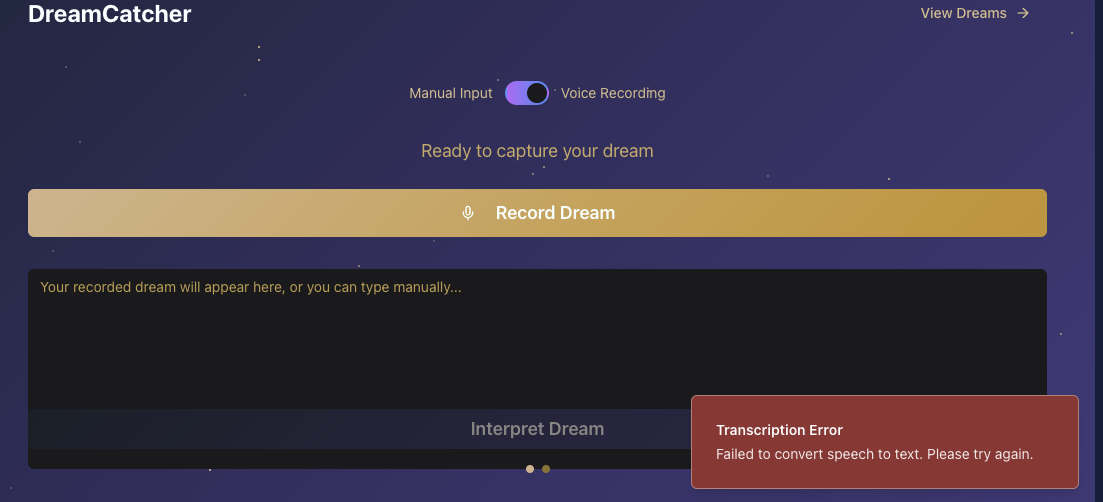 DreamCatcher
View Dreams →
Manual Input
Voice Recording
Ready to capture your dream
Record Dream
Your recorded dream will appear here, or you can type manually...
Interpret Dream
Transcription Error
Failed to convert speech to text. Please try again.